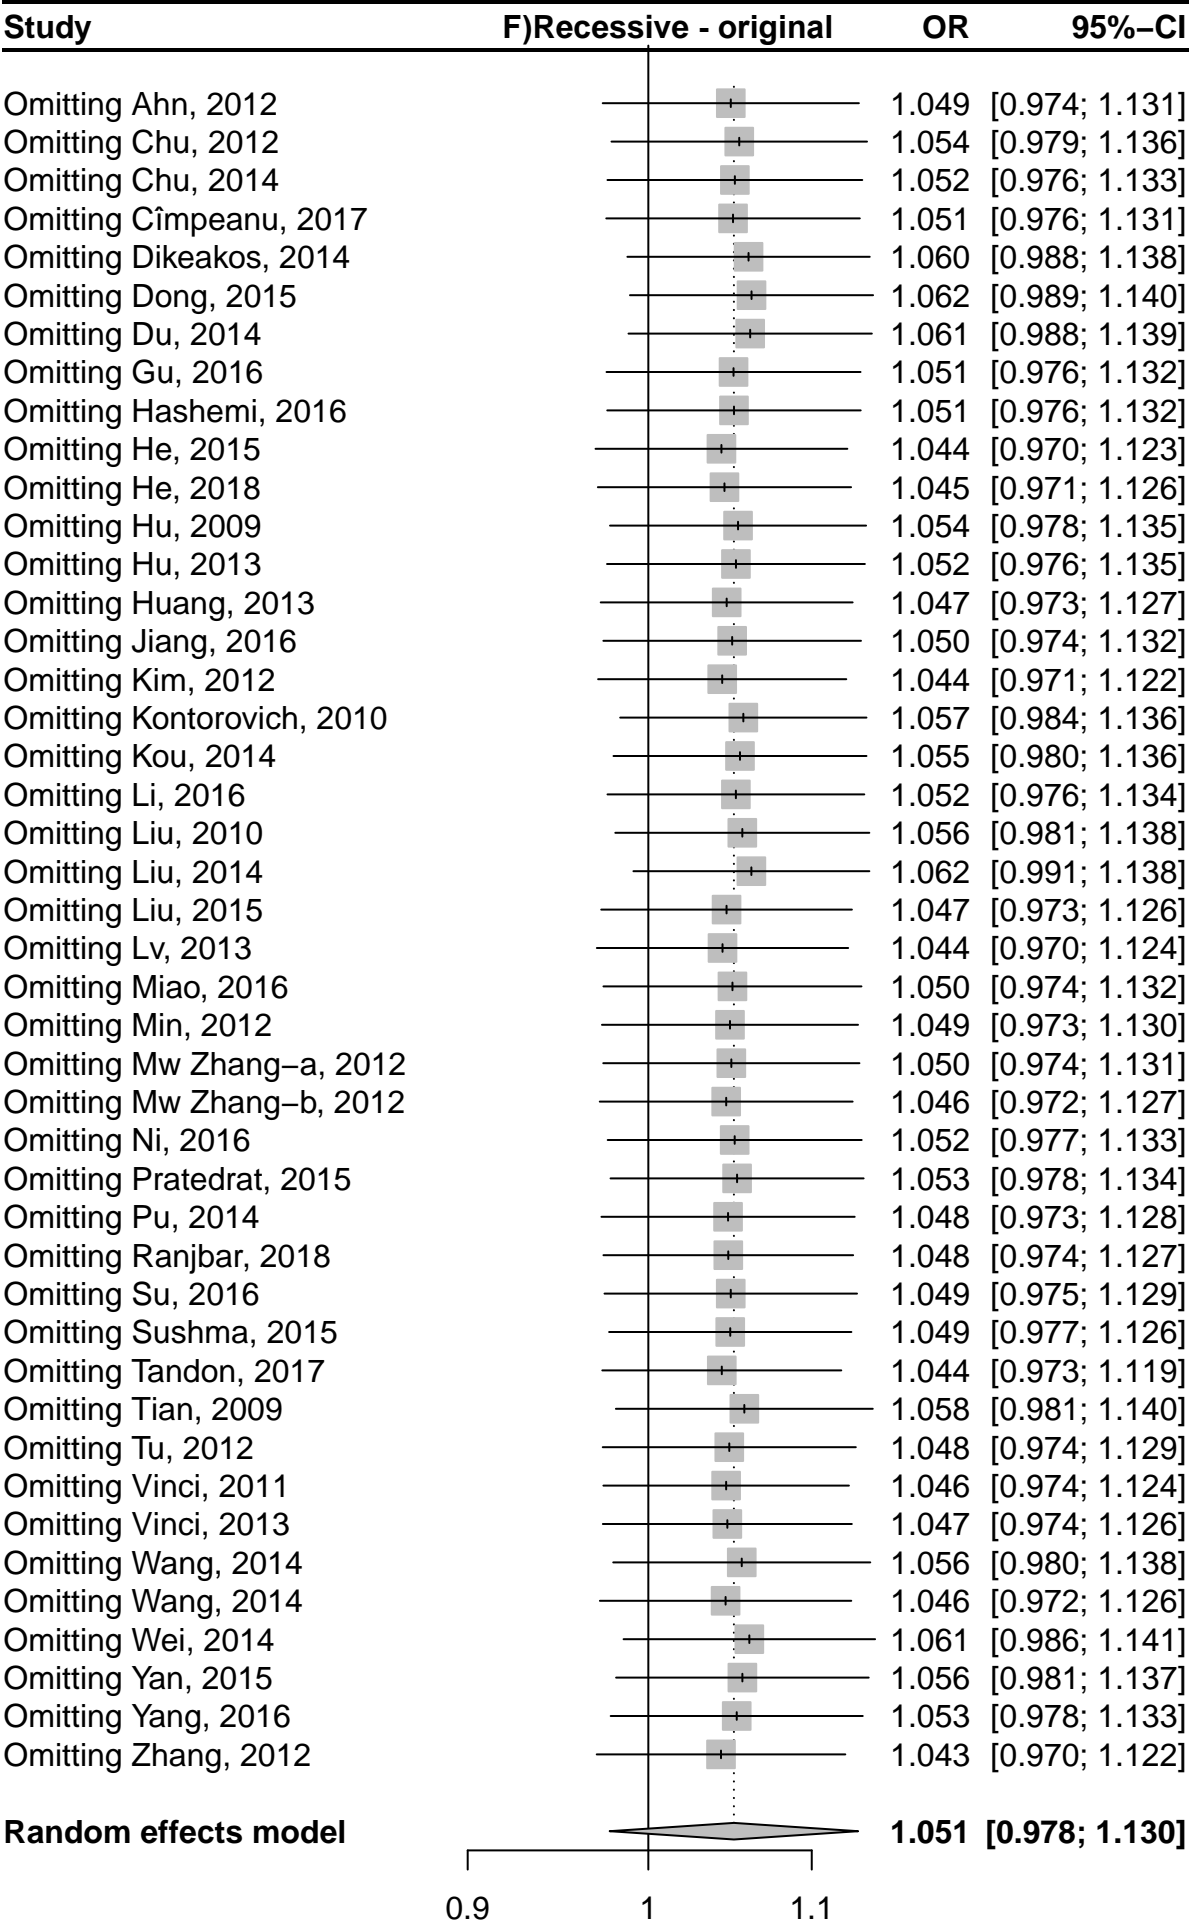 Study F)Recessive - original OR 95%−CI
Omitting Ahn, 2012 1.049 [0.974; 1.131]
Omitting Chu, 2012 1.054 [0.979; 1.136]
Omitting Chu, 2014 1.052 [0.976; 1.133]
Omitting Cîmpeanu, 2017 1.051 [0.976; 1.131]
Omitting Dikeakos, 2014 1.060 [0.988; 1.138]
Omitting Dong, 2015 1.062 [0.989; 1.140]
Omitting Du, 2014 1.061 [0.988; 1.139]
Omitting Gu, 2016 1.051 [0.976; 1.132]
Omitting Hashemi, 2016 1.051 [0.976; 1.132]
Omitting He, 2015 1.044 [0.970; 1.123]
Omitting He, 2018 1.045 [0.971; 1.126]
Omitting Hu, 2009 1.054 [0.978; 1.135]
Omitting Hu, 2013 1.052 [0.976; 1.135]
Omitting Huang, 2013 1.047 [0.973; 1.127]
Omitting Jiang, 2016 1.050 [0.974; 1.132]
Omitting Kim, 2012 1.044 [0.971; 1.122]
Omitting Kontorovich, 2010 1.057 [0.984; 1.136]
Omitting Kou, 2014 1.055 [0.980; 1.136]
Omitting Li, 2016 1.052 [0.976; 1.134]
Omitting Liu, 2010 1.056 [0.981; 1.138]
Omitting Liu, 2014 1.062 [0.991; 1.138]
Omitting Liu, 2015 1.047 [0.973; 1.126]
Omitting Lv, 2013 1.044 [0.970; 1.124]
Omitting Miao, 2016 1.050 [0.974; 1.132]
Omitting Min, 2012 1.049 [0.973; 1.130]
Omitting Mw Zhang−a, 2012 1.050 [0.974; 1.131]
Omitting Mw Zhang−b, 2012 1.046 [0.972; 1.127]
Omitting Ni, 2016 1.052 [0.977; 1.133]
Omitting Pratedrat, 2015 1.053 [0.978; 1.134]
Omitting Pu, 2014 1.048 [0.973; 1.128]
Omitting Ranjbar, 2018 1.048 [0.974; 1.127]
Omitting Su, 2016 1.049 [0.975; 1.129]
Omitting Sushma, 2015 1.049 [0.977; 1.126]
Omitting Tandon, 2017 1.044 [0.973; 1.119]
Omitting Tian, 2009 1.058 [0.981; 1.140]
Omitting Tu, 2012 1.048 [0.974; 1.129]
Omitting Vinci, 2011 1.046 [0.974; 1.124]
Omitting Vinci, 2013 1.047 [0.974; 1.126]
Omitting Wang, 2014 1.056 [0.980; 1.138]
Omitting Wang, 2014 1.046 [0.972; 1.126]
Omitting Wei, 2014 1.061 [0.986; 1.141]
Omitting Yan, 2015 1.056 [0.981; 1.137]
Omitting Yang, 2016 1.053 [0.978; 1.133]
Omitting Zhang, 2012 1.043 [0.970; 1.122]
Random effects model 1.051 [0.978; 1.130]
0.9 1 1.1